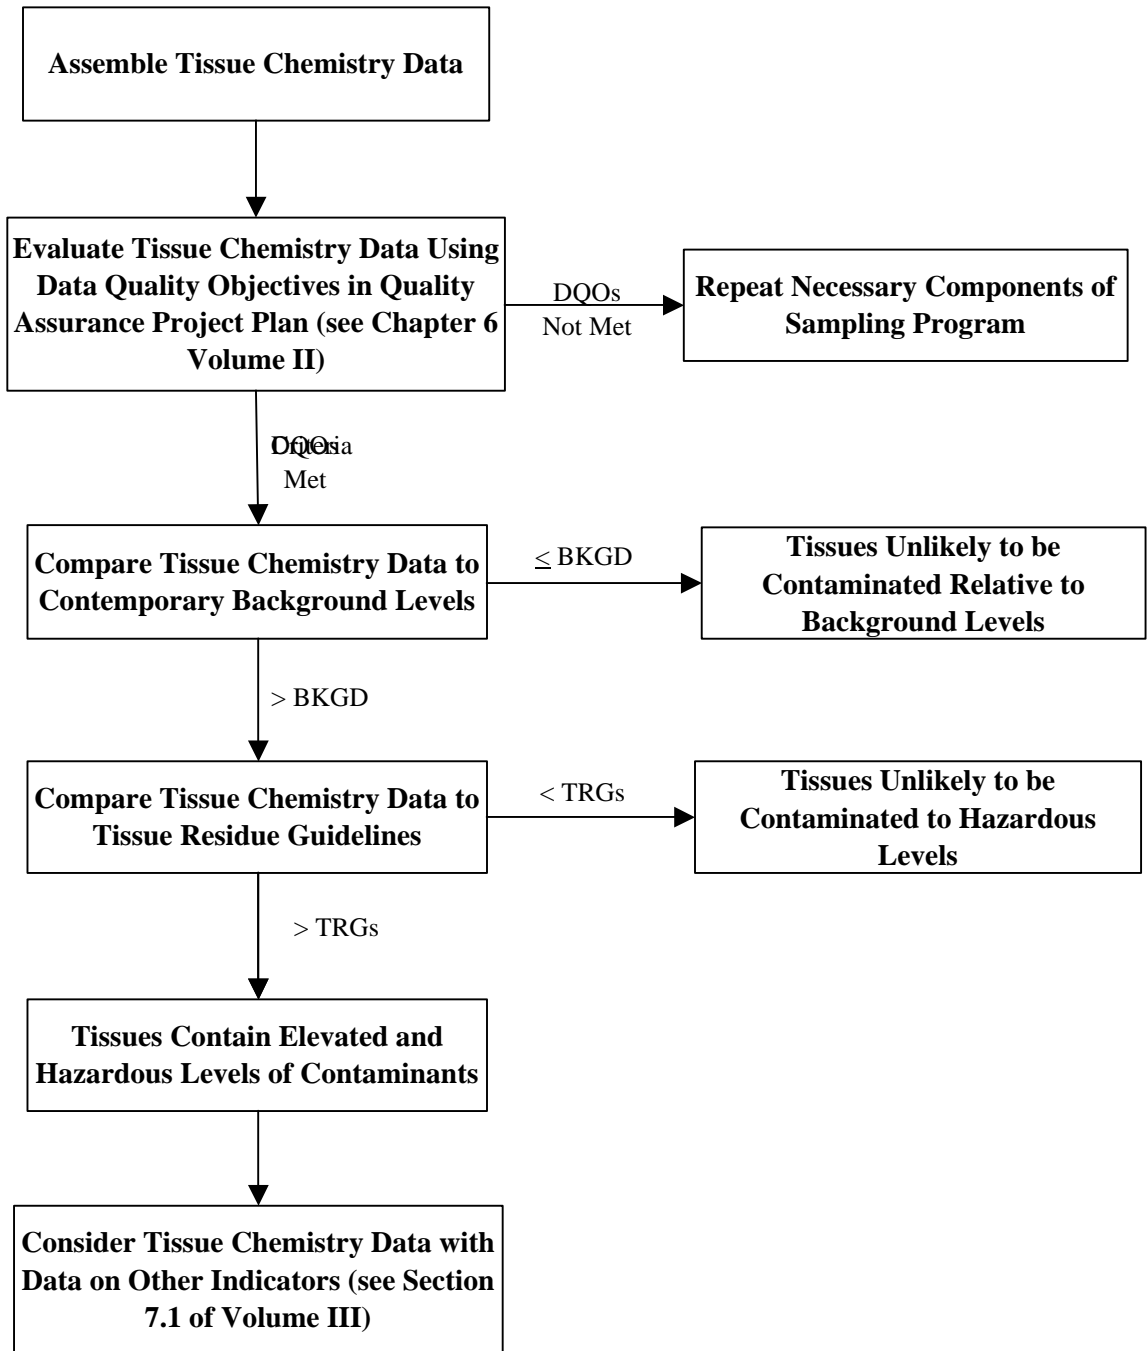 Assemble Tissue Chemistry Data
Evaluate Tissue Chemistry Data Using
Data Quality Objectives in Quality
Assurance Project Plan (see Chapter 6
Volume II)
DQOs
Not Met
Repeat Necessary Components of
Sampling Program
Met
Compare Tissue Chemistry Data to
Contemporary Background Levels
≤ BKGD
Tissues Unlikely to be
Contaminated Relative to
Background Levels
> BKGD
Compare Tissue Chemistry Data to
Tissue Residue Guidelines
< TRGs
Tissues Unlikely to be
Contaminated to Hazardous
Levels
> TRGs
Tissues Contain Elevated and
Hazardous Levels of Contaminants
Consider Tissue Chemistry Data with
Data on Other Indicators (see Section
7.1 of Volume III)